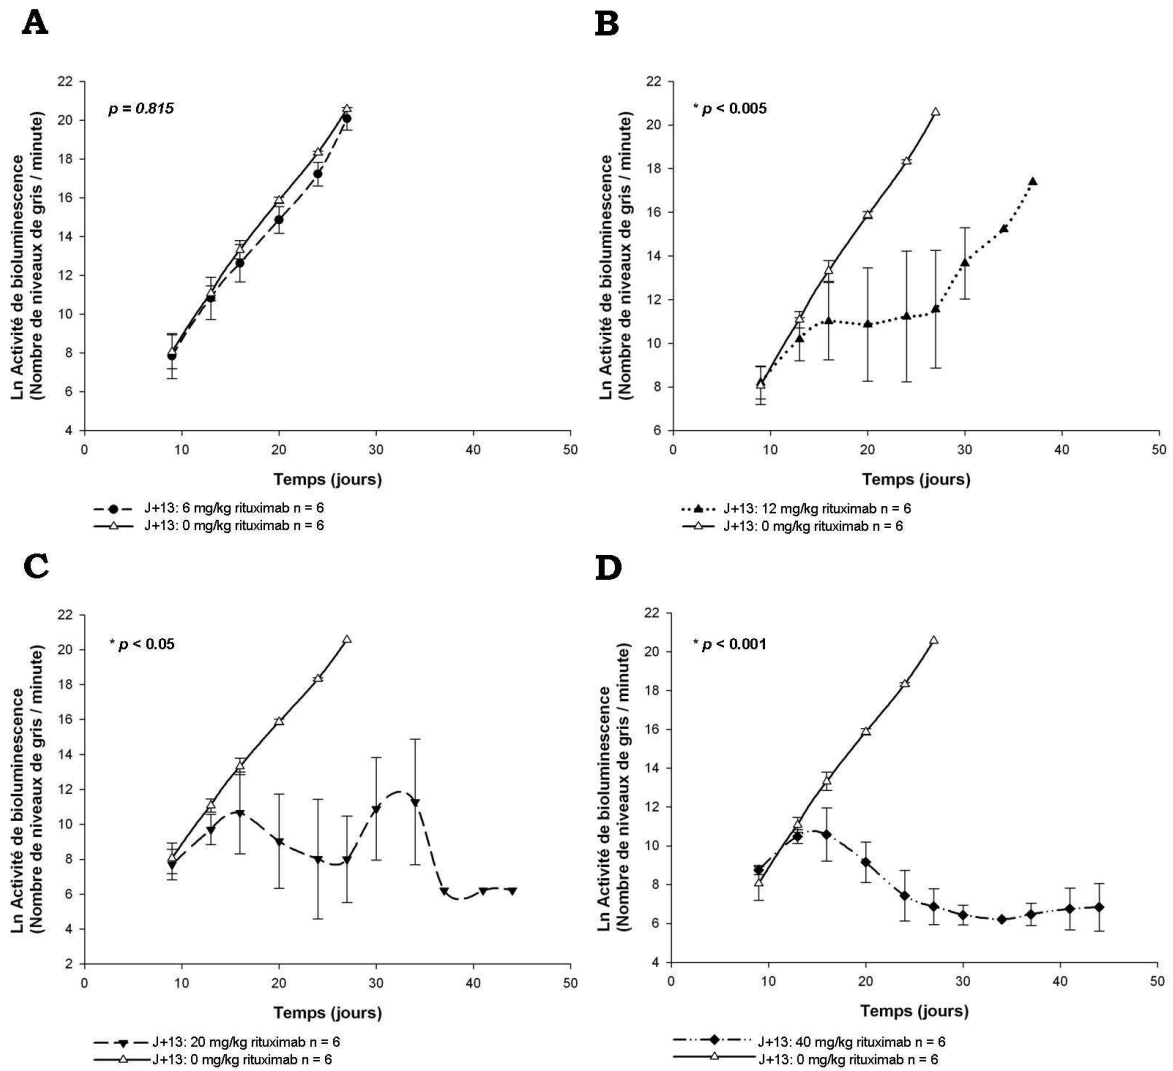 A
p = 0.815
Ln Activité de bioluminescence
(Nombre de niveaux de gris / minute)
22
20
18
16
14
12
10
8
6
4
0
10
20
30
40
50
Temps (jours)
J+13: 6 mg/kg rituximab n = 6
J+13: 0 mg/kg rituximab n = 6
B
* p < 0.005
Ln Activité de bioluminescence
(Nombre de niveaux de gris / minute)
22
20
18
16
14
12
10
8
6
0
10
20
30
40
50
Temps (jours)
J+13: 12 mg/kg rituximab n = 6
J+13: 0 mg/kg rituximab n = 6
C
* p < 0.05
Ln Activité de bioluminescence
(Nombre de niveaux de gris / minute)
22
20
18
16
14
12
10
8
6
4
2
0
10
20
30
40
50
Temps (jours)
J+13: 20 mg/kg rituximab n = 6
J+13: 0 mg/kg rituximab n = 6
D
* p < 0.001
Ln Activité de bioluminescence
(Nombre de niveaux de gris / minute)
22
20
18
16
14
12
10
8
6
4
0
10
20
30
40
50
Temps (jours)
J+13: 40 mg/kg rituximab n = 6
J+13: 0 mg/kg rituximab n = 6